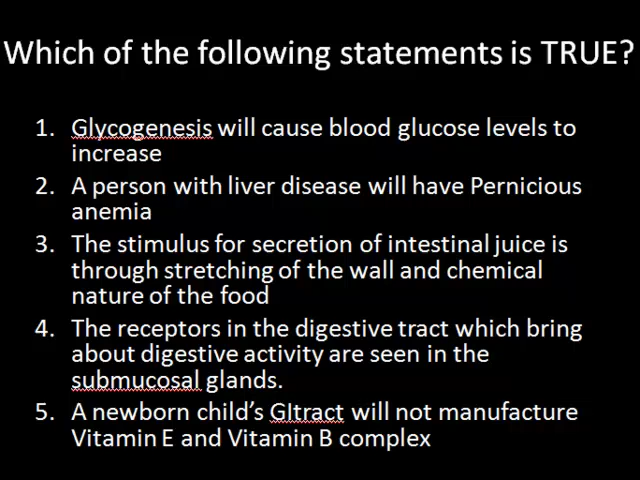 Which of the following statements is TRUE?
1. Glycogenesis will cause blood glucose levels to
increase
2. A person with liver disease will have Pernicious
anemia
3. The stimulus for secretion of intestinal juice is
through stretching of the wall and chemical
nature of the food
4. The receptors in the digestive tract which bring
about digestive activity are seen in the
submucosal glands.
5. A newborn child's GItract will not manufacture
Vitamin E and Vitamin B complex